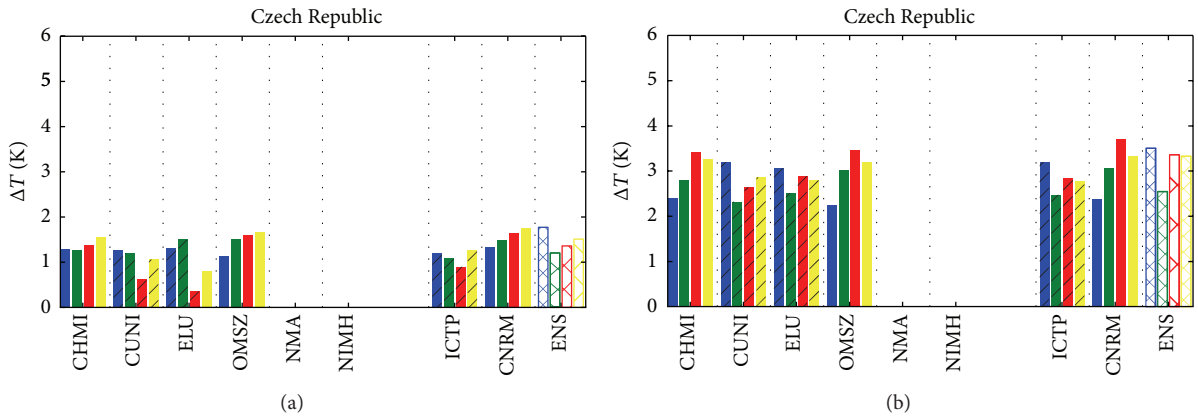 Czech Republic
6
5
4
3
2
1
0
ΔT (K)
CHMI
CUNI
ELU
OMSZ
NMA
NIMH
ICTP
CNRM
ENS
(a)
Czech Republic
6
5
4
3
2
1
0
ΔT (K)
CHMI
CUNI
ELU
OMSZ
NMA
NIMH
ICTP
CNRM
ENS
(b)